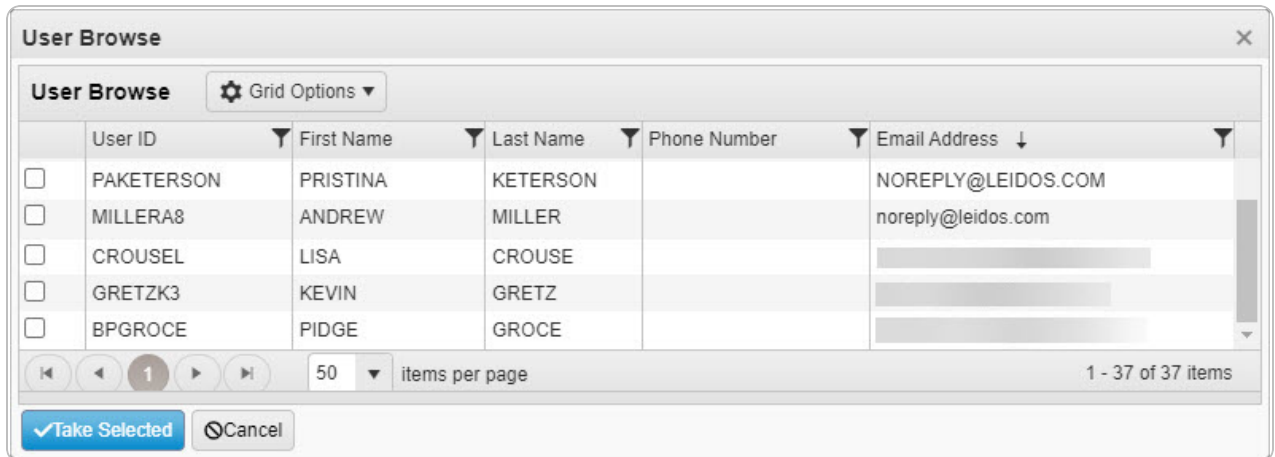 User Browse
User Browse Grid Options
User ID First Name Last Name Phone Number Email Address ↓
PAKETERSON PRISTINA KETERSON NOREPLY@LEIDOS.COM
MILLERA8 ANDREW MILLER noreply@leidos.com
CROUSEL LISA CROUSE
GRETZK3 KEVIN GRETZ
BPGROCE PIDGE GROCE
1 50 items per page 1 - 37 of 37 items
Take Selected Cancel